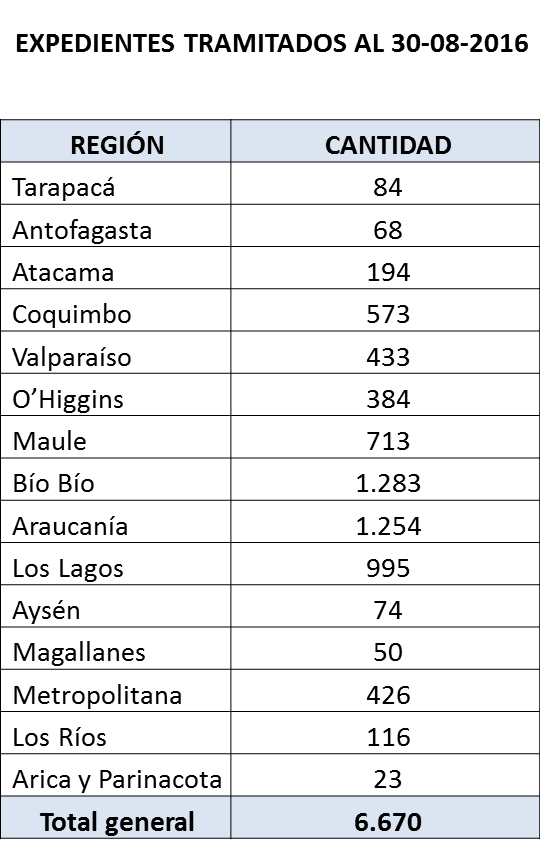 EXPEDIENTES TRAMITADOS AL 30-08-2016
REGIÓN CANTIDAD
Tarapacá 84
Antofagasta 68
Atacama 194
Coquimbo 573
Valparaíso 433
O’Higgins 384
Maule 713
Bío Bío 1.283
Araucanía 1.254
Los Lagos 995
Aysén 74
Magallanes 50
Metropolitana 426
Los Ríos 116
Arica y Parinacota 23
Total general 6.670